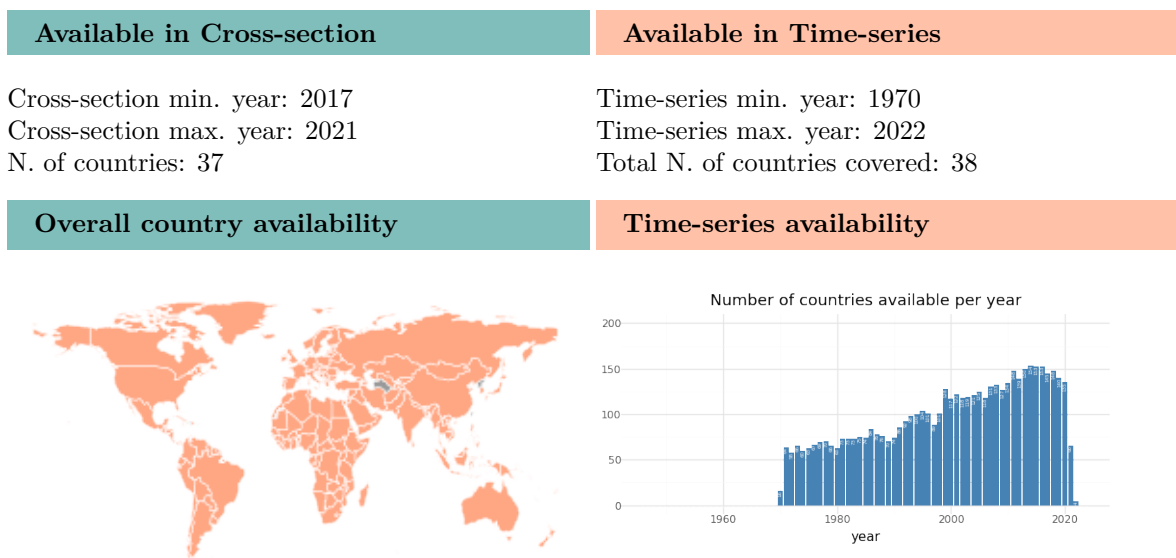 Available in Cross-section
Available in Time-series
Cross-section min. year: 2017
Cross-section max. year: 2021
N. of countries: 37
Time-series min. year: 1970
Time-series max. year: 2022
Total N. of countries covered: 38
Overall country availability
Time-series availability
Number of countries available per year
200
150
100
50
0
1960
1980
2000
2020
year